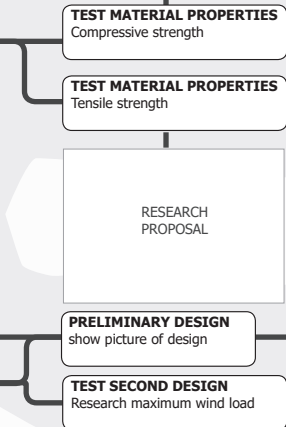 TEST MATERIAL PROPERTIES
Compressive strength
TEST MATERIAL PROPERTIES
Tensile strength
RESEARCH
PROPOSAL
PRELIMINARY DESIGN
show picture of design
TEST SECOND DESIGN
Research maximum wind load